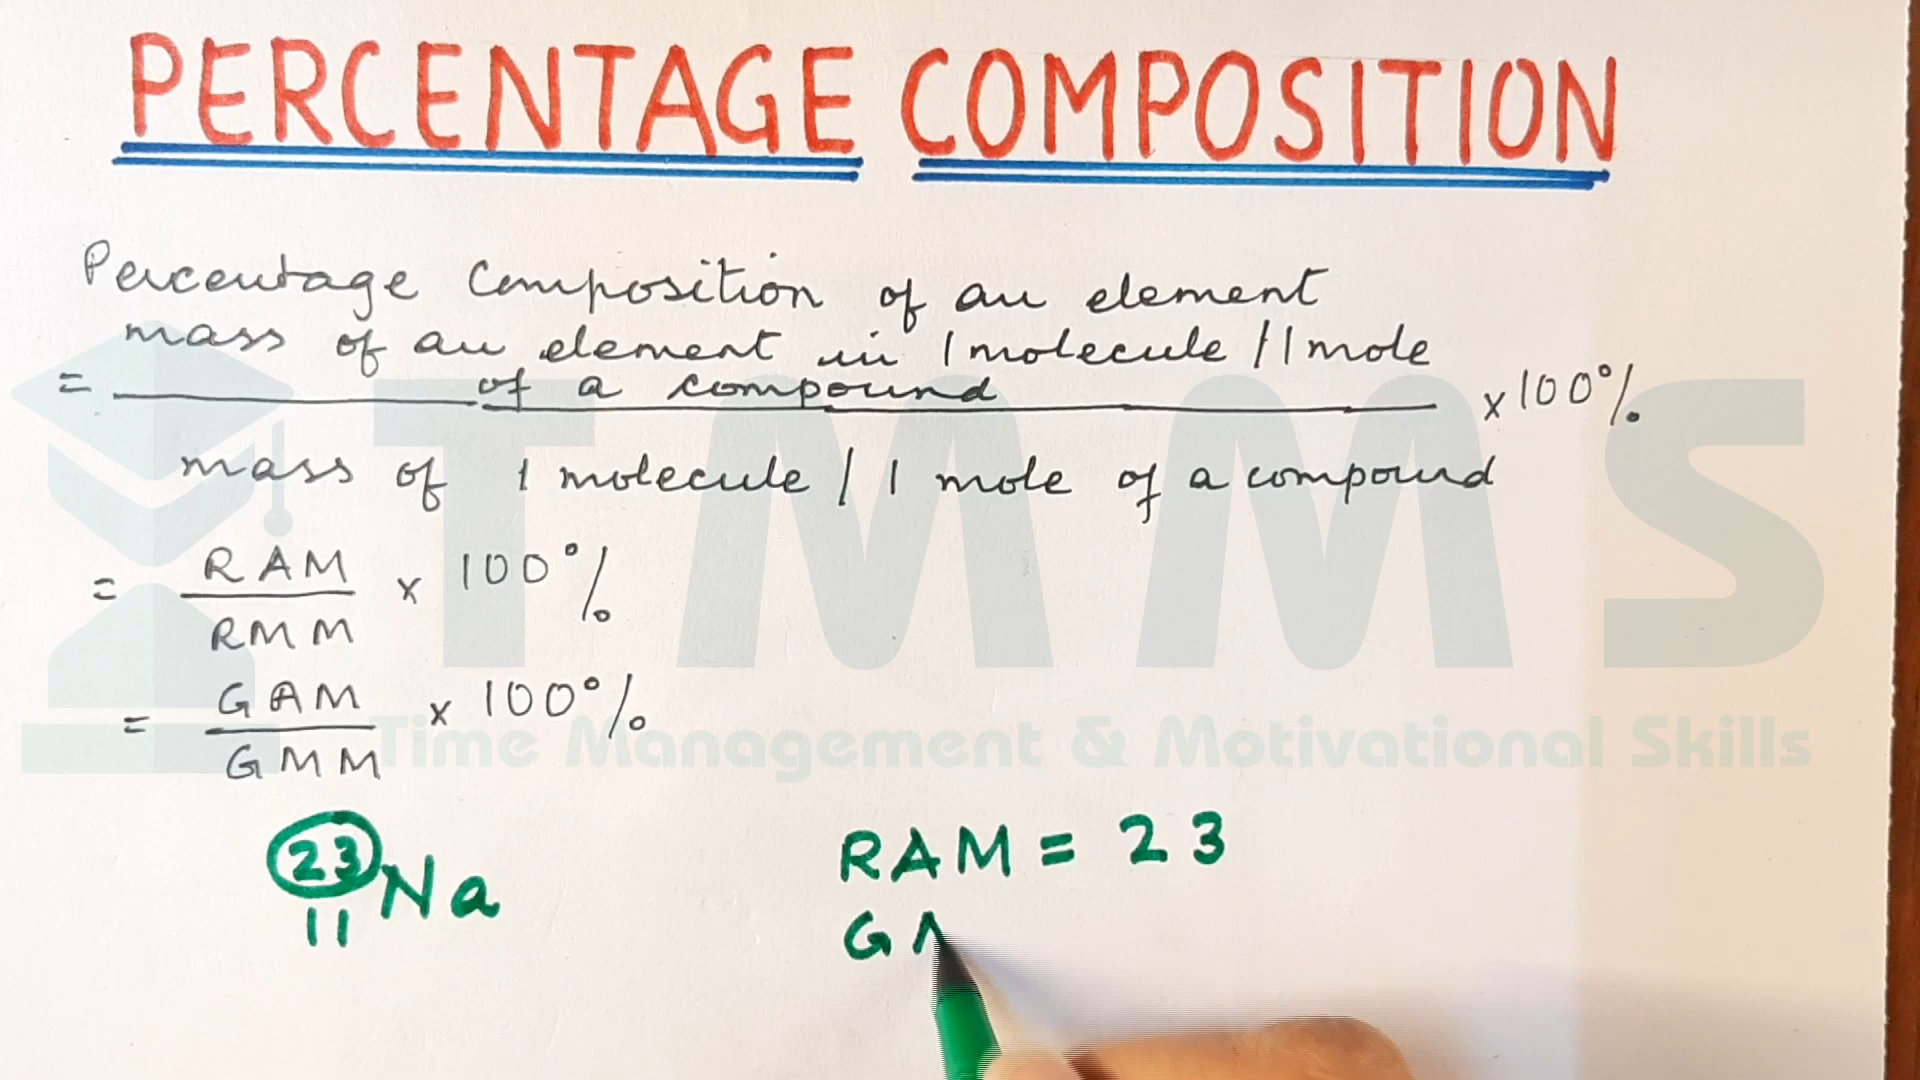 PERCENTAGE COMPOSITION
Percentage Composition of an element
mass of an element in 1 molecule / 1 mole
= of a compound x 100%
mass of 1 molecule / 1 mole of a compound
= RAM x 100%
RMM
= GAM x 100%
GMM
TMMS
Time Management & Motivational Skills
23 Na
11
RAM = 23
GA